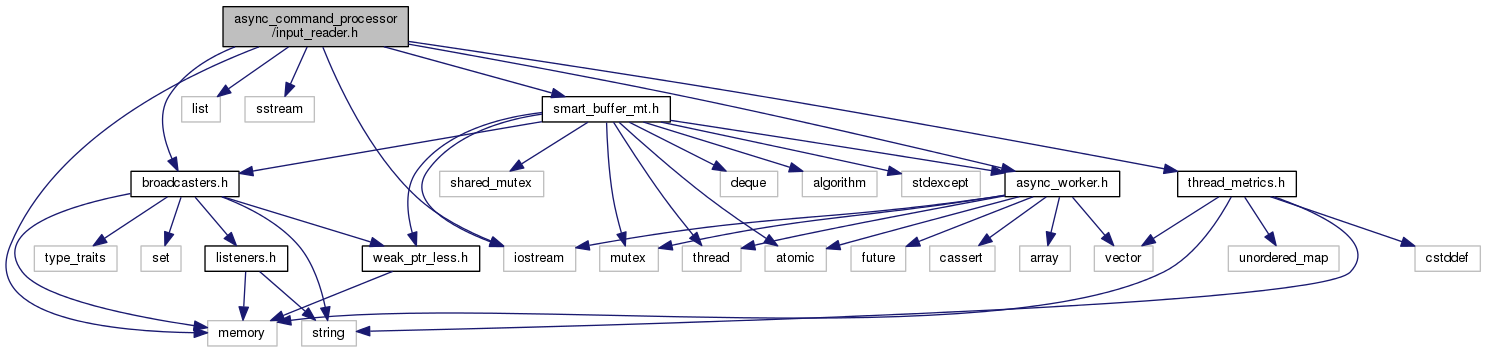 async_command_processor
/input_reader.h
list
sstream
smart_buffer_mt.h
broadcasters.h
shared_mutex
deque
algorithm
stdexcept
async_worker.h
thread_metrics.h
type_traits
set
listeners.h
weak_ptr_less.h
iostream
mutex
thread
atomic
future
cassert
array
vector
unordered_map
cstddef
memory
string